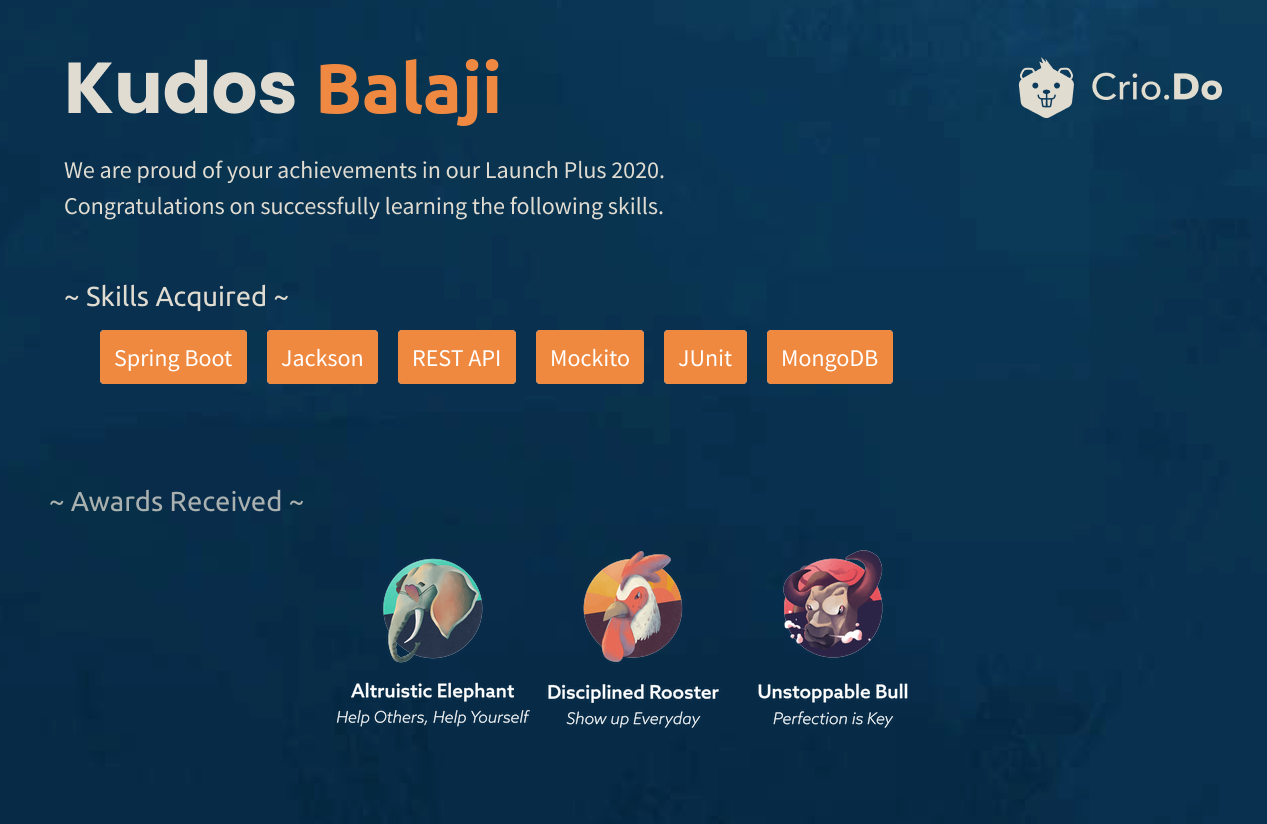 Kudos Balaji
Crio.Do
We are proud of your achievements in our Launch Plus 2020.
Congratulations on successfully learning the following skills.
~ Skills Acquired ~
Spring Boot
Jackson
REST API
Mockito
JUnit
MongoDB
~ Awards Received ~
Altruistic Elephant
Help Others, Help Yourself
Disciplined Rooster
Show up Everyday
Unstoppable Bull
Perfection is Key